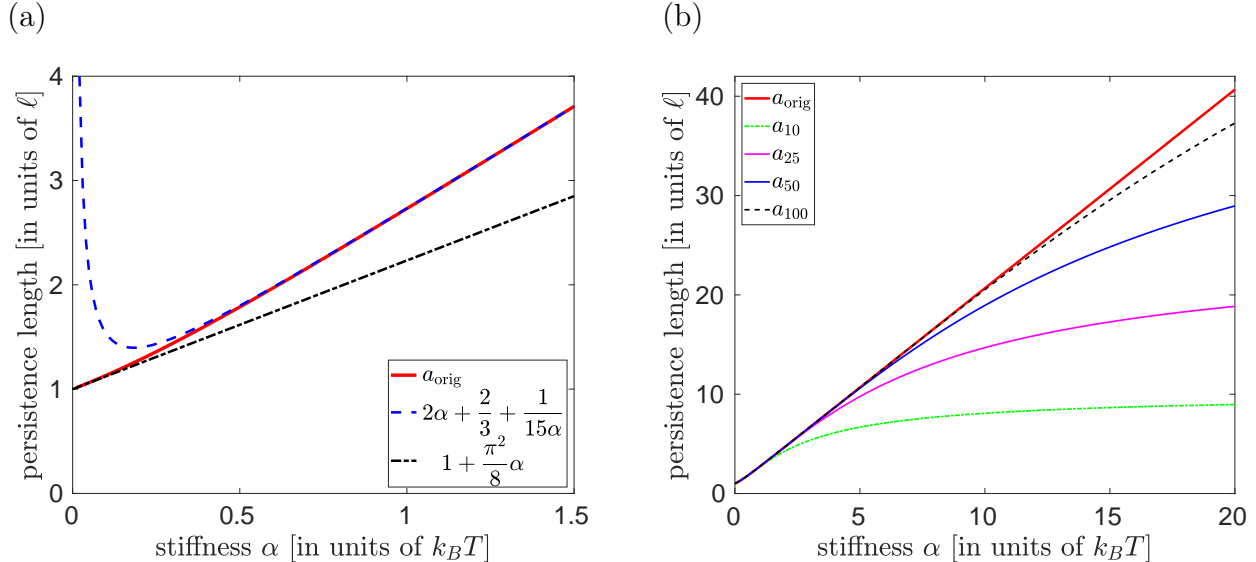 (a)
persistence length [in units of ℓ]
4
3
2
1
0
a_orig
2α + 2/3 + 1/(15α)
1 + π²/8 α
0 0.5 1 1.5
stiffness α [in units of k_BT]
(b)
persistence length [in units of ℓ]
40
30
20
10
0
a_orig
a_10
a_25
a_50
a_100
0 5 10 15 20
stiffness α [in units of k_BT]